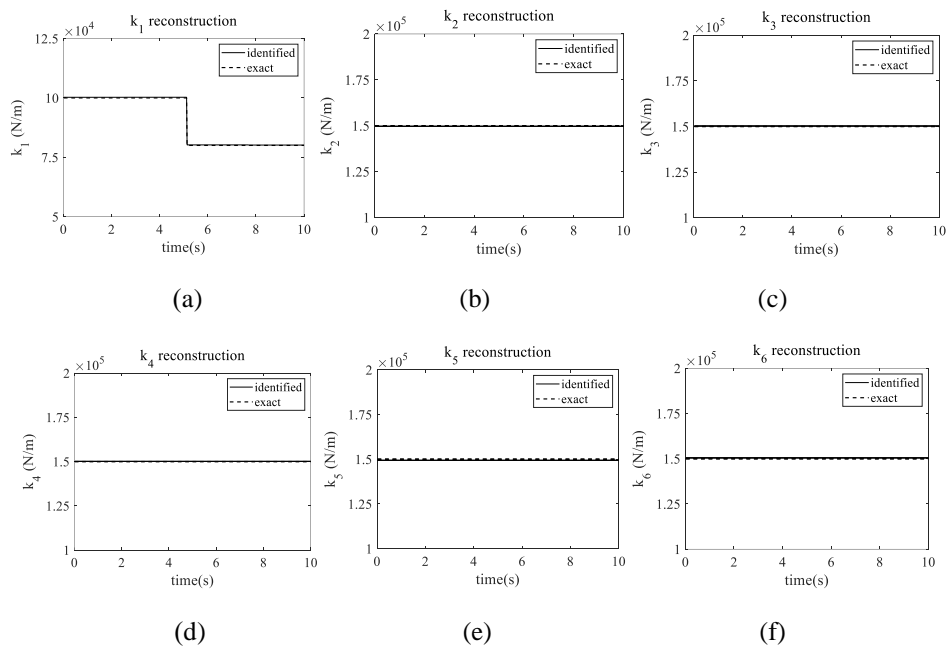 k1 reconstruction
×10^4
12.5
10
7.5
5
k1 (N/m)
identified
exact
0 2 4 6 8 10
time(s)
(a)
k2 reconstruction
×10^5
2
1.75
1.5
1.25
1
k2 (N/m)
identified
exact
0 2 4 6 8 10
time(s)
(b)
k3 reconstruction
×10^5
2
1.75
1.5
1.25
1
k3 (N/m)
identified
exact
0 2 4 6 8 10
time(s)
(c)
k4 reconstruction
×10^5
2
1.75
1.5
1.25
1
k4 (N/m)
identified
exact
0 2 4 6 8 10
time(s)
(d)
k5 reconstruction
×10^5
2
1.75
1.5
1.25
1
k5 (N/m)
identified
exact
0 2 4 6 8 10
time(s)
(e)
k6 reconstruction
×10^5
2
1.75
1.5
1.25
1
k6 (N/m)
identified
exact
0 2 4 6 8 10
time(s)
(f)